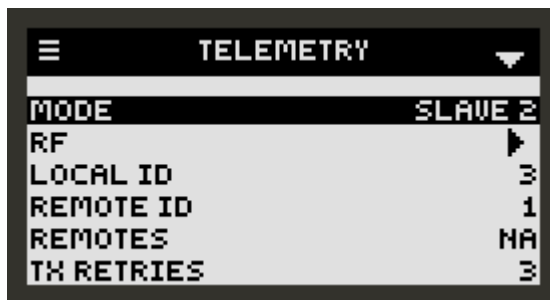 TELEMETRY
MODE SLAVE 2
RF
LOCAL ID 3
REMOTE ID 1
REMOTES NA
TX RETRIES 3